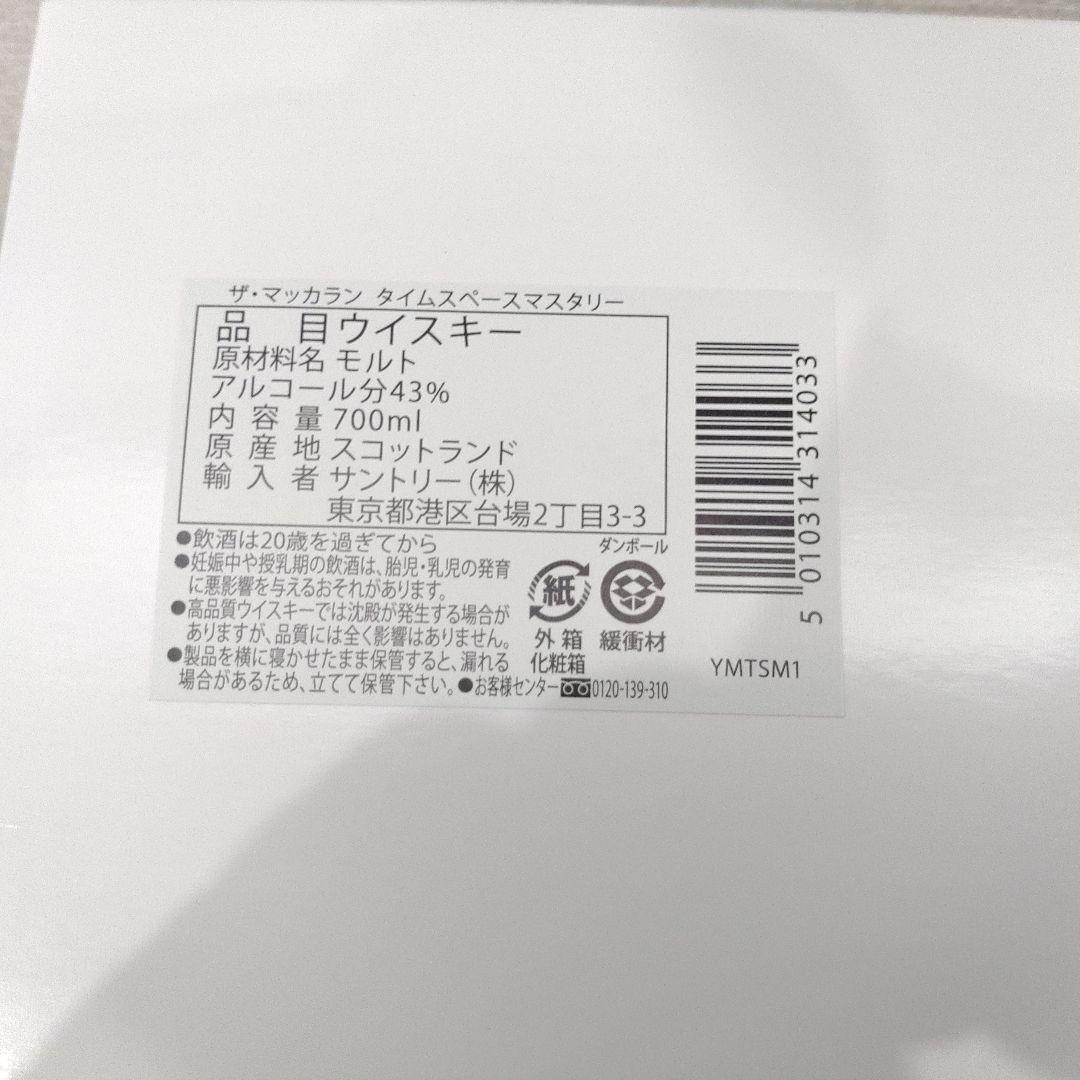 ザ・マッカラン タイムスペースマスタリー
品 目 ウイスキー
原材料名 モルト
アルコール分43%
内容量 700ml
原産地 スコットランド
輸入者 サントリー(株)
東京都港区台場2丁目3-3
●飲酒は20歳を過ぎてから
●妊娠中や授乳期の飲酒は、胎児・乳児の発育
に悪影響を与えるおそれがあります。
●高品質ウイスキーでは沈殿が発生する場合が
ありますが、品質には全く影響はありません。
●製品を横に寝かせたまま保管すると、漏れる
場合があるため、立てて保管下さい。●お客様センター0120-139-310
紙
外箱
化粧箱
ダンボール
緩衝材
5 010314 314033
YMTSM1